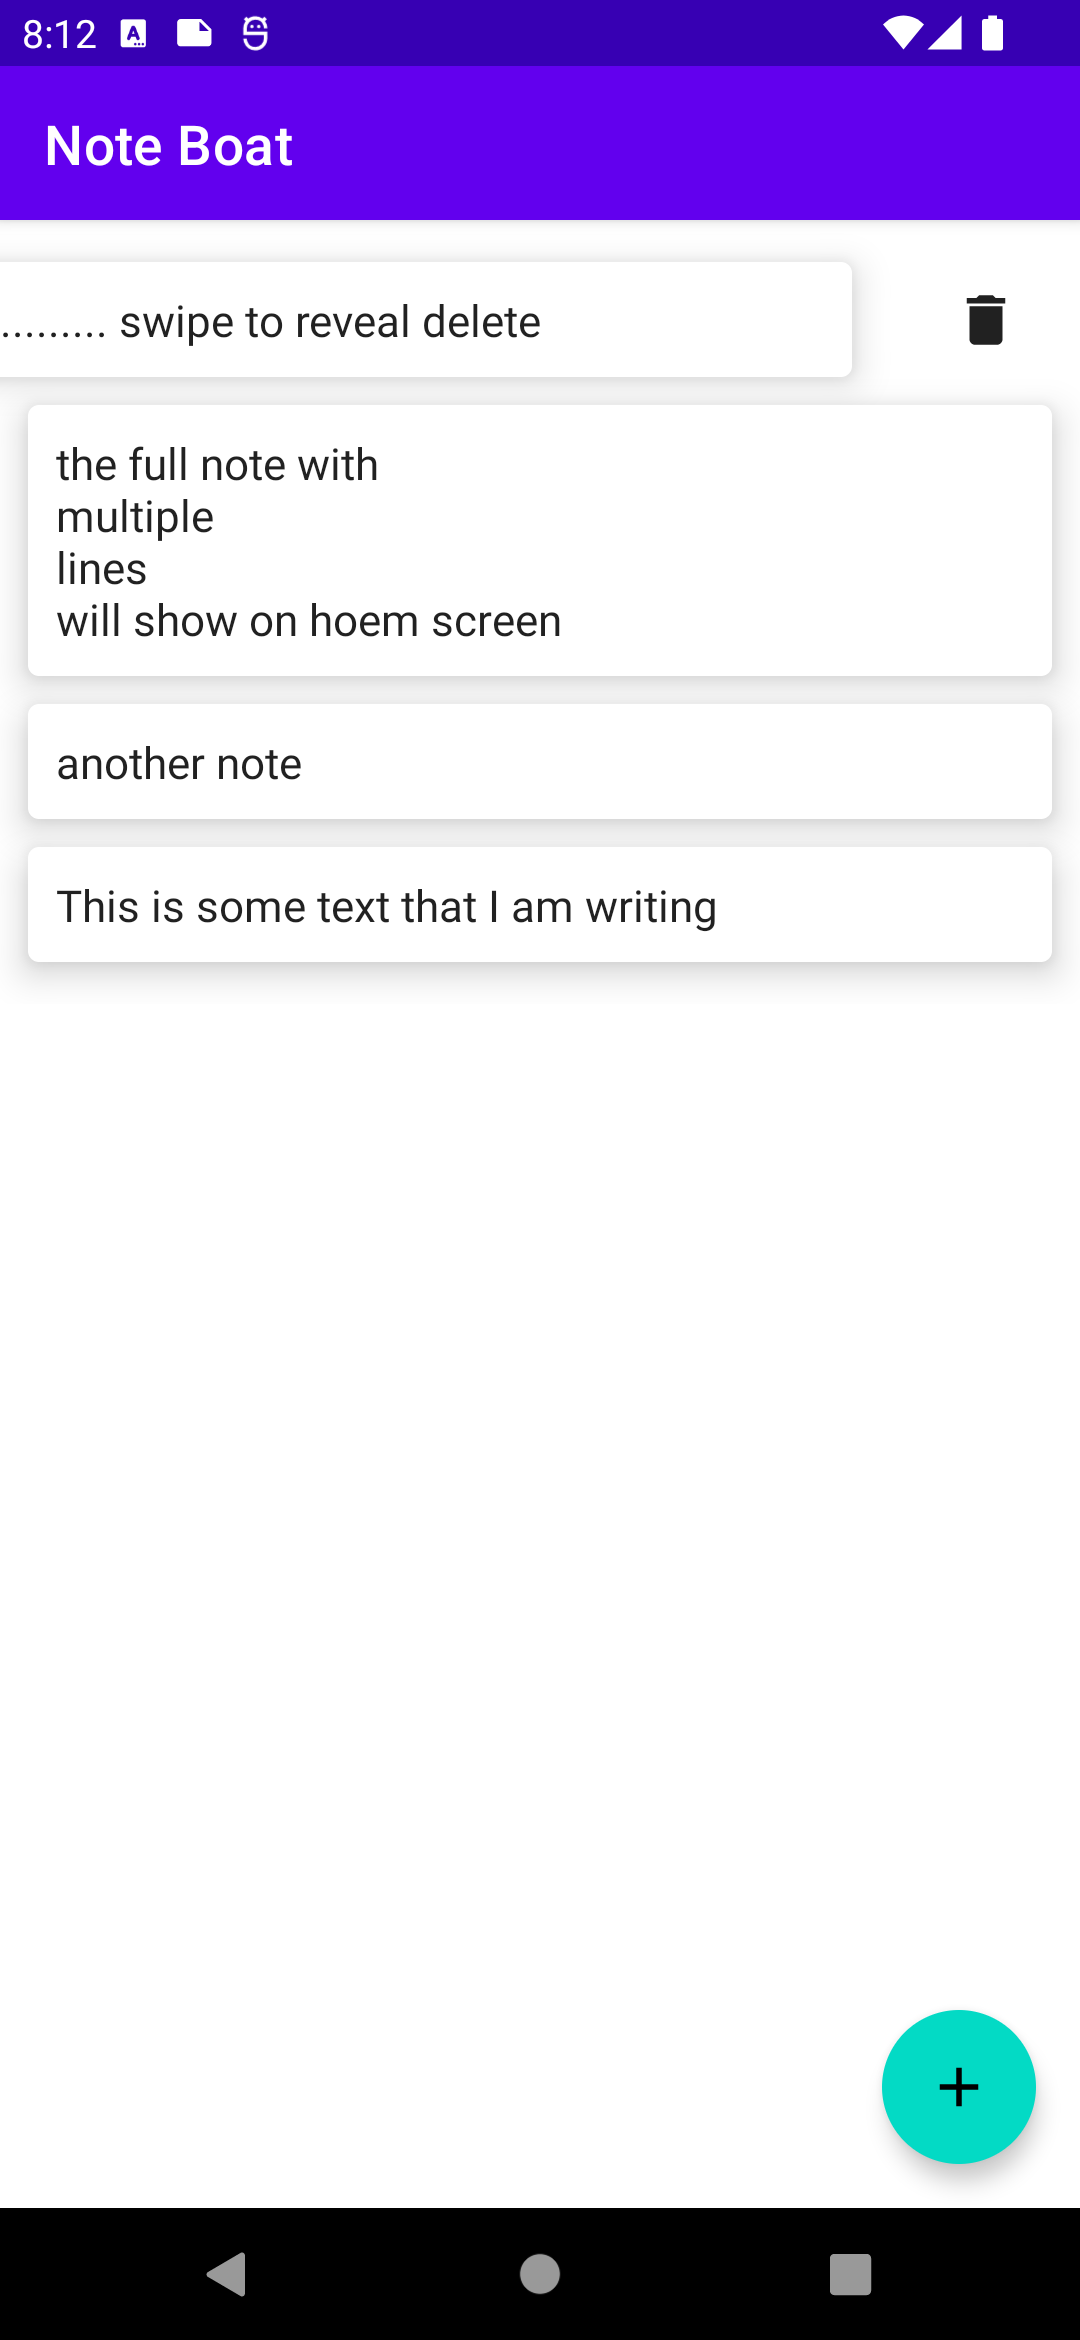 8:12
Note Boat
......... swipe to reveal delete
the full note with
multiple
lines
will show on hoem screen
another note
This is some text that I am writing